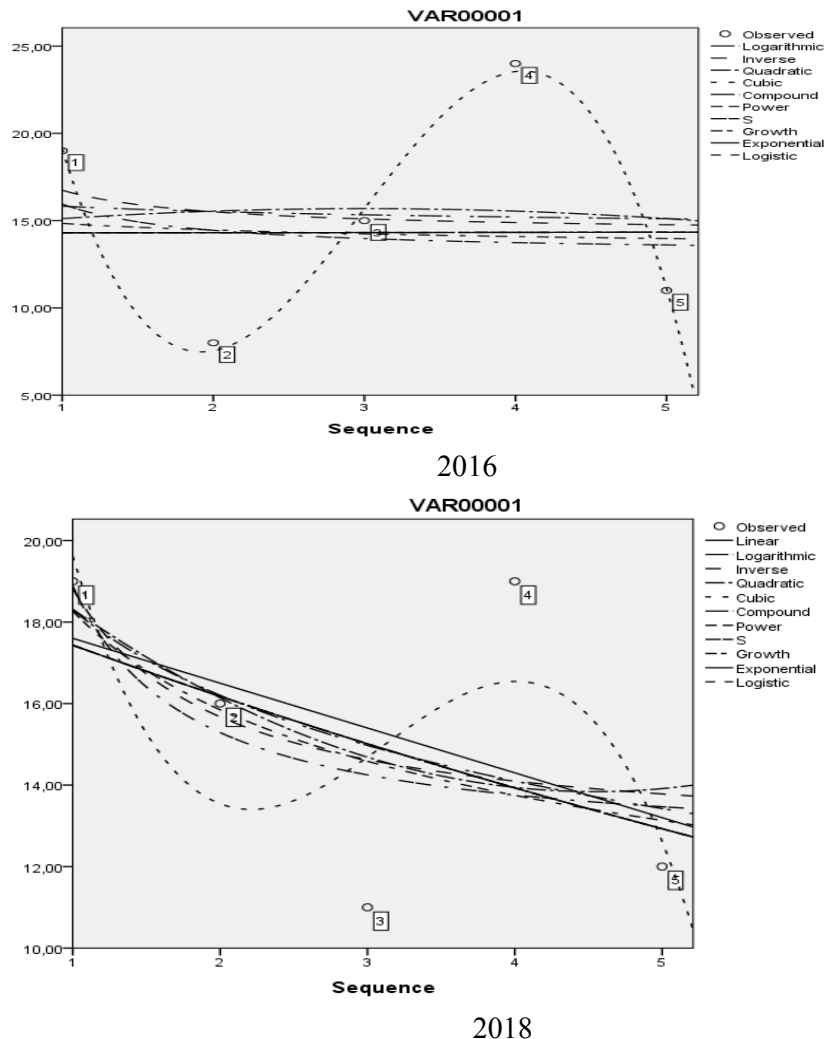 VAR00001
25,00
20,00
15,00
10,00
5,00
1
2
3
4
5
1 2 3 4 5
Sequence
Observed
Logarithmic
Inverse
Quadratic
Cubic
Compound
Power
S
Growth
Exponential
Logistic
2016
VAR00001
20,00
18,00
16,00
14,00
12,00
10,00
1
2
3
4
5
1 2 3 4 5
Sequence
Observed
Linear
Logarithmic
Inverse
Quadratic
Cubic
Compound
Power
S
Growth
Exponential
Logistic
2018